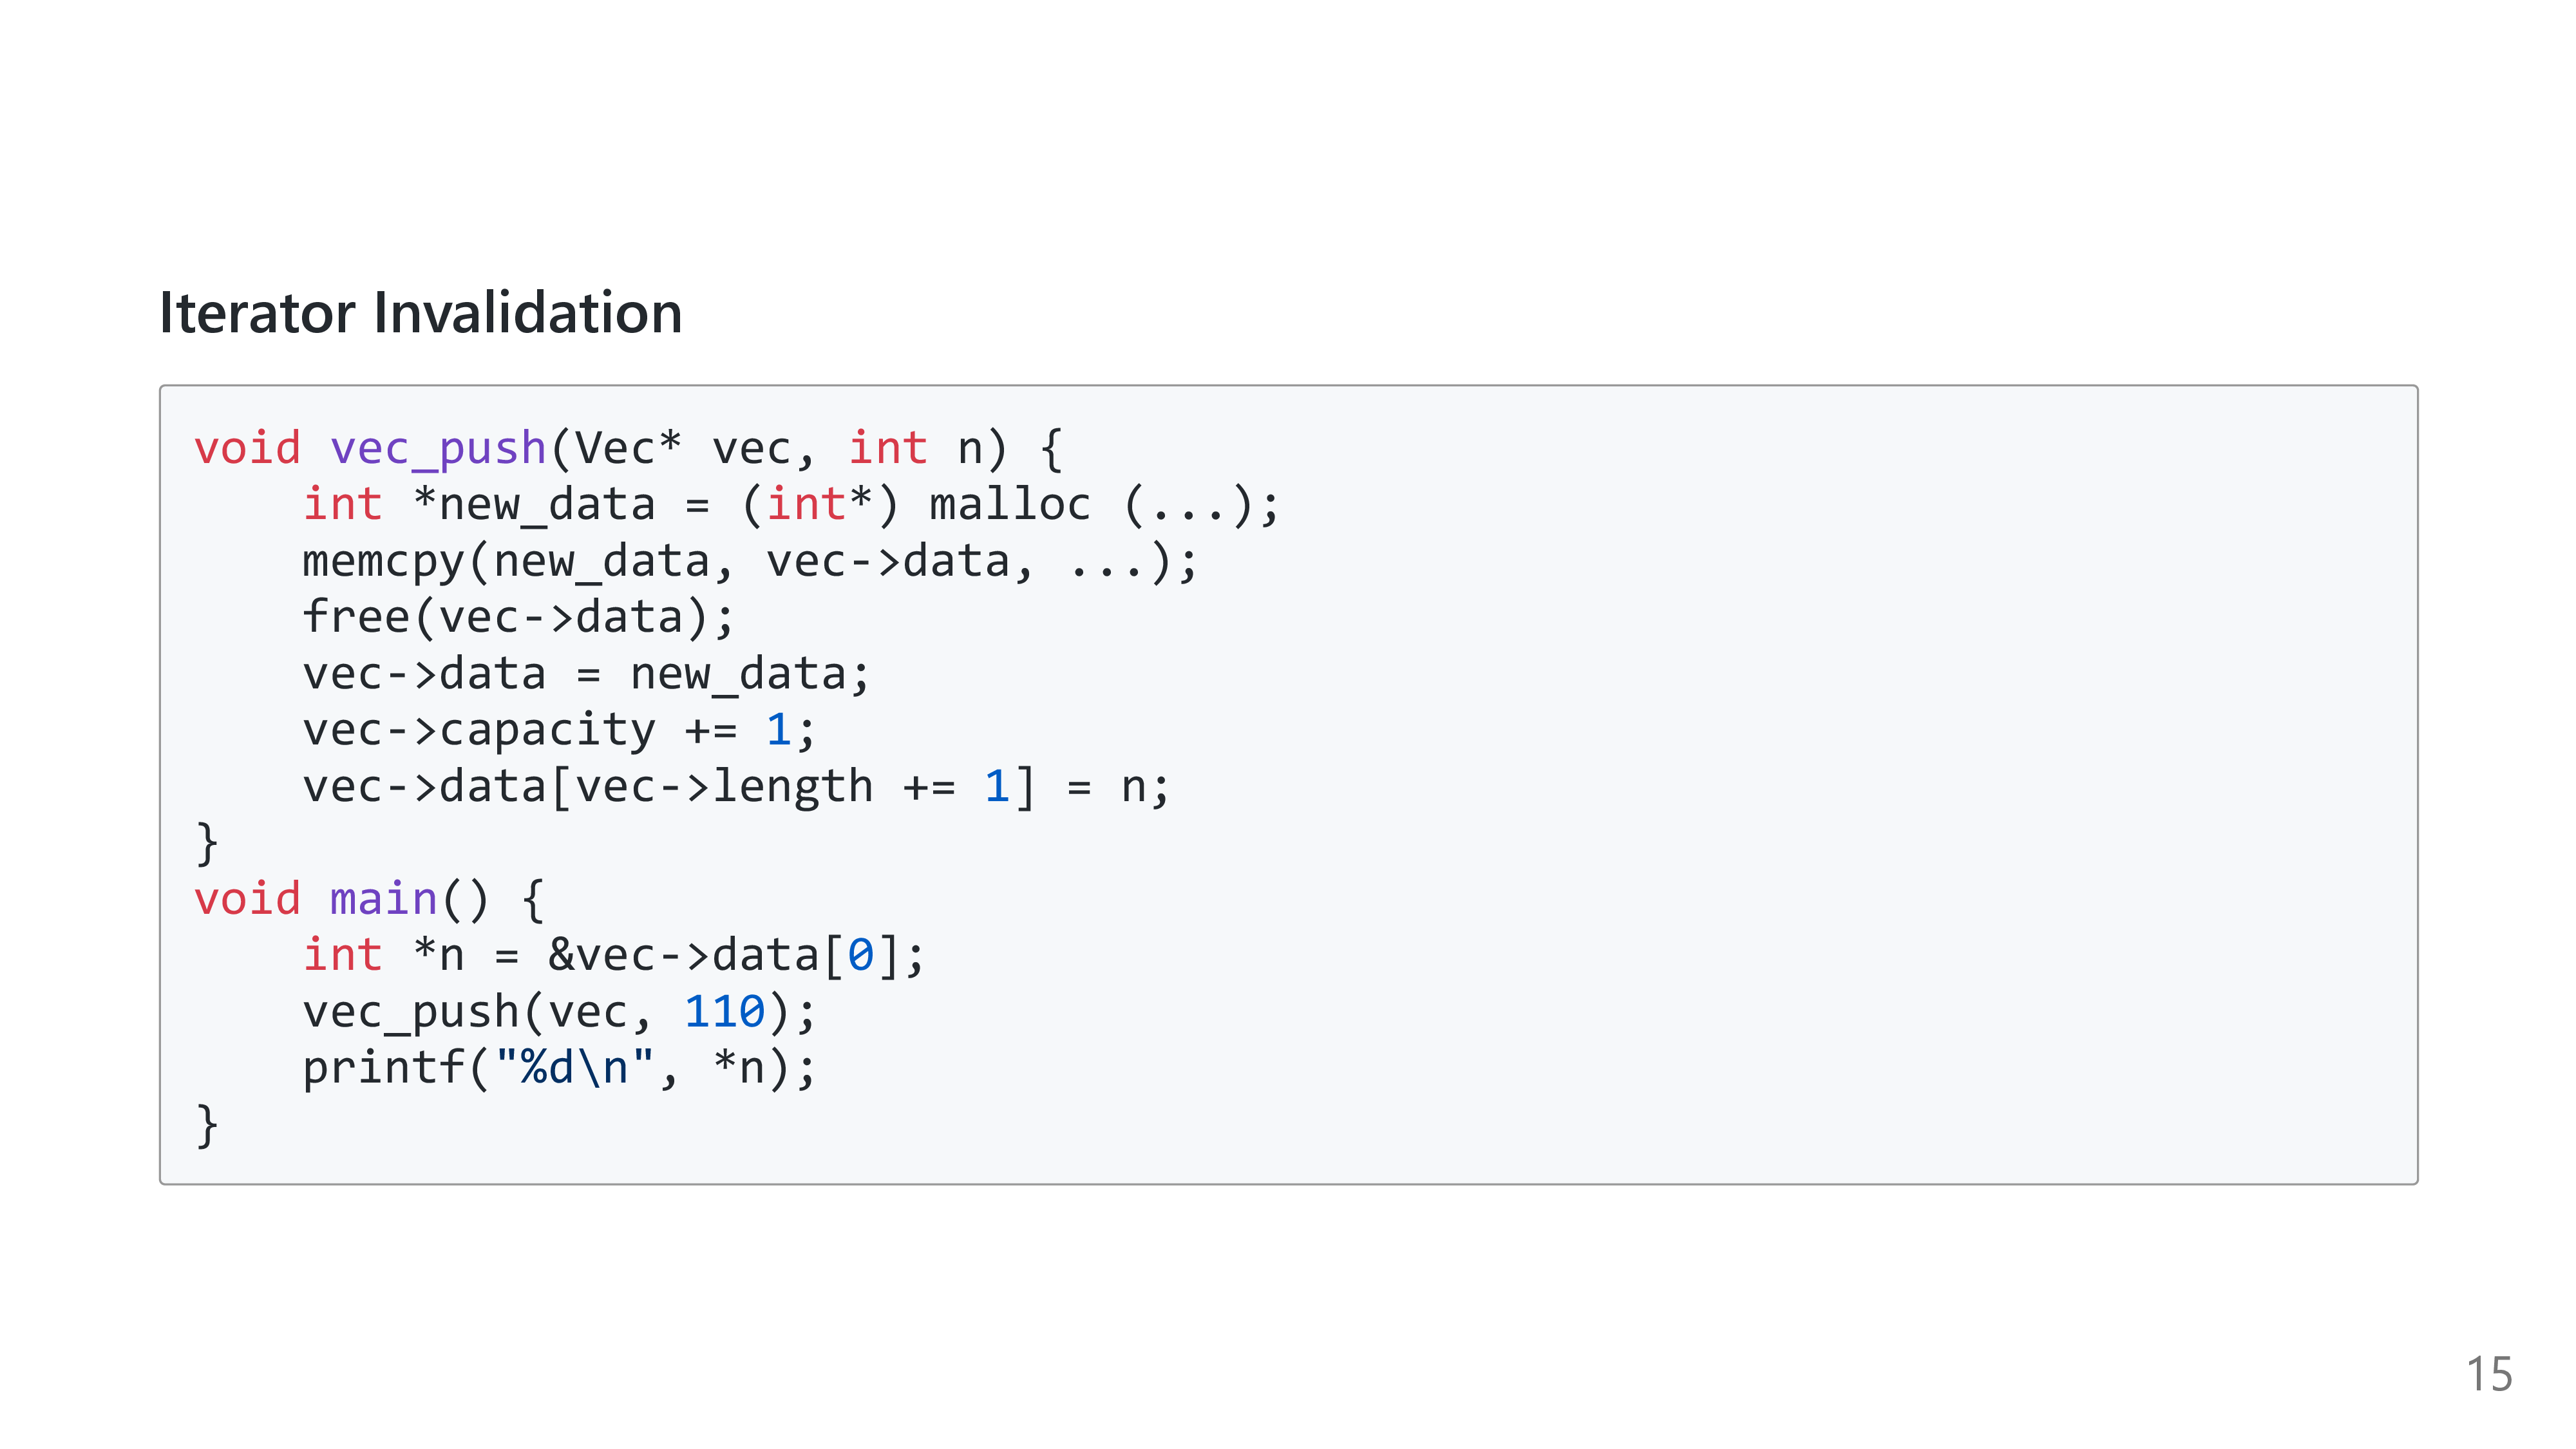 Iterator Invalidation
void vec_push(Vec* vec, int n) {
    int *new_data = (int*) malloc (...);
    memcpy(new_data, vec->data, ...);
    free(vec->data);
    vec->data = new_data;
    vec->capacity += 1;
    vec->data[vec->length += 1] = n;
}
void main() {
    int *n = &vec->data[0];
    vec_push(vec, 110);
    printf("%d\n", *n);
}
15